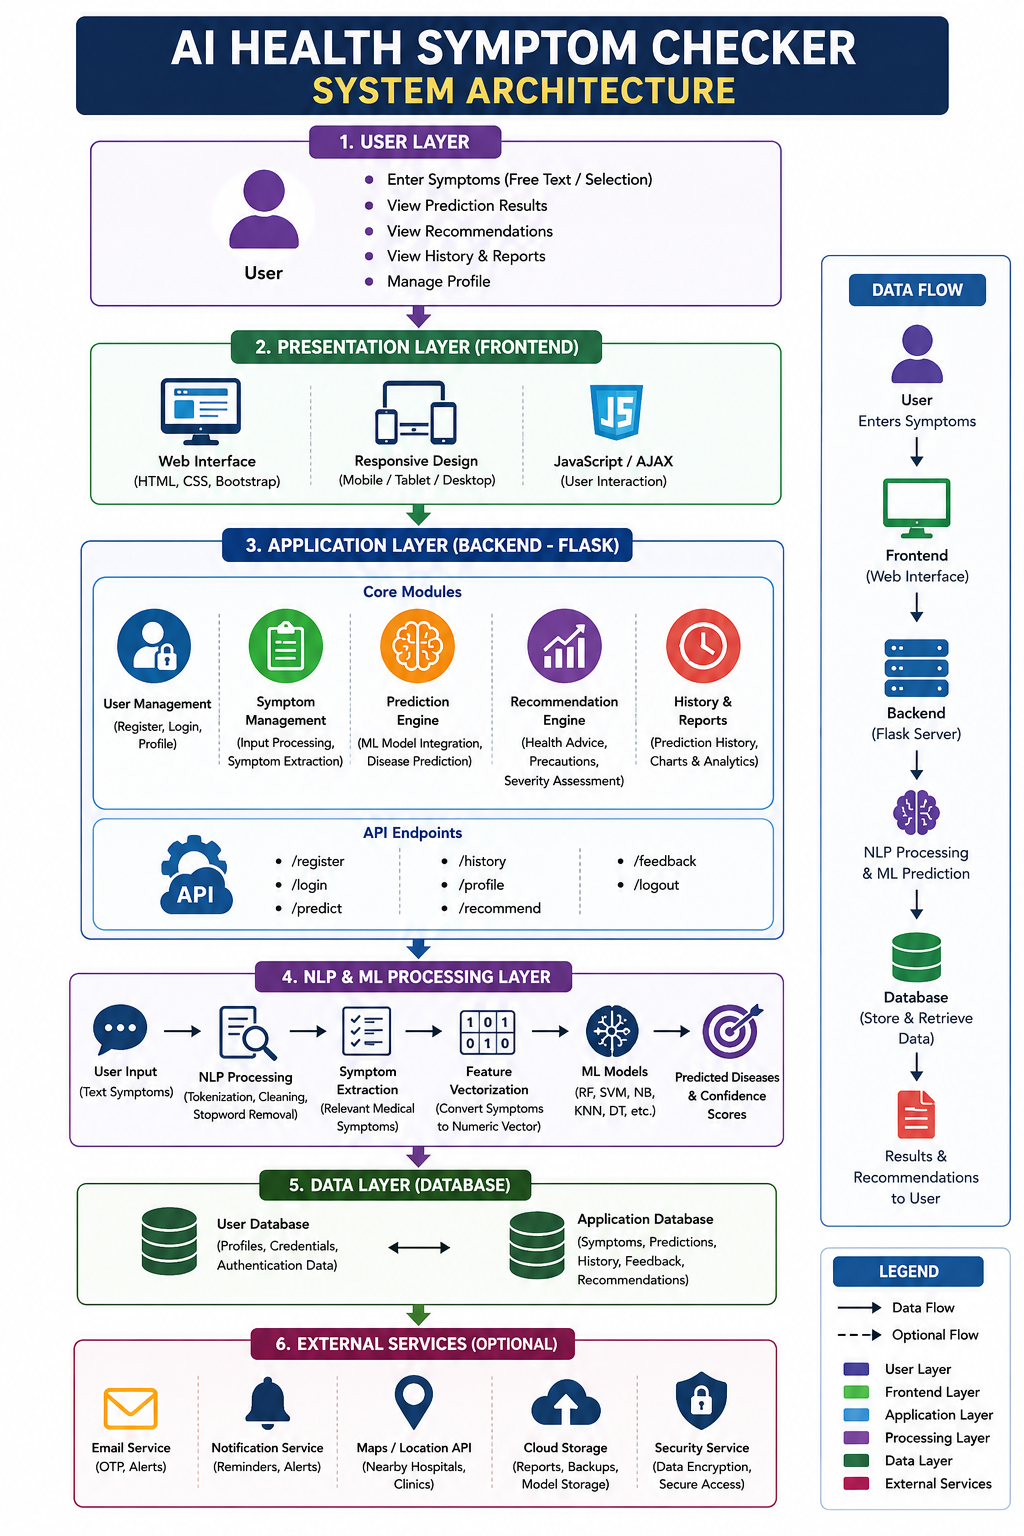 AI HEALTH SYMPTOM CHECKER
SYSTEM ARCHITECTURE
1. USER LAYER
User
Enter Symptoms (Free Text / Selection)
View Prediction Results
View Recommendations
View History & Reports
Manage Profile
2. PRESENTATION LAYER (FRONTEND)
Web Interface
(HTML, CSS, Bootstrap)
Responsive Design
(Mobile / Tablet / Desktop)
JS
JavaScript / AJAX
(User Interaction)
3. APPLICATION LAYER (BACKEND - FLASK)
Core Modules
User Management
(Register, Login,
Profile)
Symptom
Management
(Input Processing,
Symptom Extraction)
Prediction
Engine
(ML Model Integration,
Disease Prediction)
Recommendation
Engine
(Health Advice,
Precautions,
Severity Assessment)
History &
Reports
(Prediction History,
Charts & Analytics)
API Endpoints
API
/register
/login
/predict
/history
/profile
/recommend
/feedback
/logout
4. NLP & ML PROCESSING LAYER
User Input
(Text Symptoms)
NLP Processing
(Tokenization, Cleaning,
Stopword Removal)
Symptom
Extraction
(Relevant Medical
Symptoms)
1 0 1
0 1 0
Feature
Vectorization
(Convert Symptoms
to Numeric Vector)
ML Models
(RF, SVM, NB,
KNN, DT, etc.)
Predicted Diseases
& Confidence
Scores
5. DATA LAYER (DATABASE)
User Database
(Profiles, Credentials,
Authentication Data)
Application Database
(Symptoms, Predictions,
History, Feedback,
Recommendations)
6. EXTERNAL SERVICES (OPTIONAL)
Email Service
(OTP, Alerts)
Notification Service
(Reminders, Alerts)
Maps / Location API
(Nearby Hospitals,
Clinics)
Cloud Storage
(Reports, Backups,
Model Storage)
Security Service
(Data Encryption,
Secure Access)
DATA FLOW
User
Enters Symptoms
Frontend
(Web Interface)
Backend
(Flask Server)
NLP Processing
& ML Prediction
Database
(Store & Retrieve
Data)
Results &
Recommendations
to User
LEGEND
Data Flow
Optional Flow
User Layer
Frontend Layer
Application Layer
Processing Layer
Data Layer
External Services